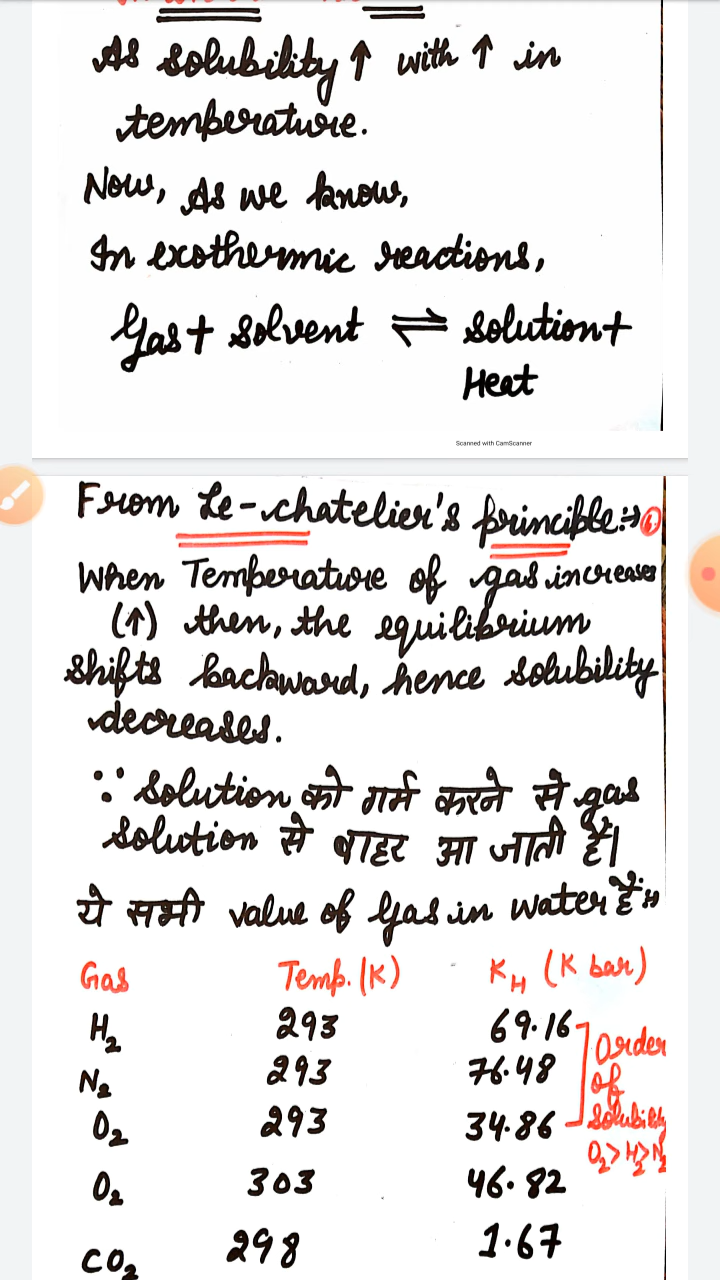 As solubility ↑ with ↑ in
temperature.
Now, As we know,
In exothermic reactions,
Gas + Solvent ⇌ Solution +
Heat
Scanned with CamScanner
From Le-chatelier's principle:→
When Temperature of gas increases
(↑) then, the equilibrium
shifts backward, hence solubility
decreases.
∵ Solution को गर्म करने से gas
Solution से बाहर आ जाती है।
ये सभी value of Gas in water हैं:→
Gas Temp. (K) K_H (K bar)
H₂ 293 69.16
N₂ 293 76.48
O₂ 293 34.86
Order
of
Solubility
O₂>H₂>N₂
O₂ 303 46.82
CO₂ 298 1.67